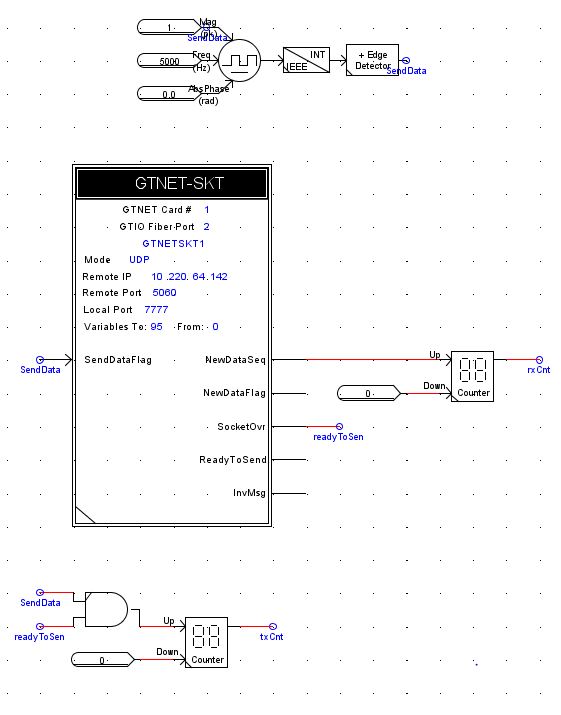 Mag
1
(pk)
SendData
Freq
5000
(Hz)
INT
IEEE
+ Edge
Detector
SendData
AbsPhase
0.0
(rad)
GTNET-SKT
GTNET Card # 1
GTIO Fiber Port 2
GTNETSKT1
Mode UDP
Remote IP 10 .220. 64.142
Remote Port 5060
Local Port 7777
Variables To: 95 From: 0
SendDataFlag
SendData
NewDataSeq
Up
rxCnt
NewDataFlag
0
Down
Counter
SocketOvr
readyToSen
ReadyToSend
InvMsg
SendData
readyToSen
Up
txCnt
0
Down
Counter